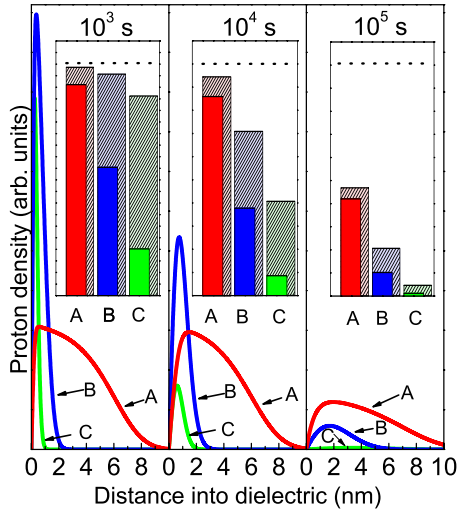 10³ s 10⁴ s 10⁵ s
Proton density (arb. units)
A B C A B C A B C
A A A
B B B
C C C
0 2 4 6 8 0 2 4 6 8 0 2 4 6 8 10
Distance into dielectric (nm)